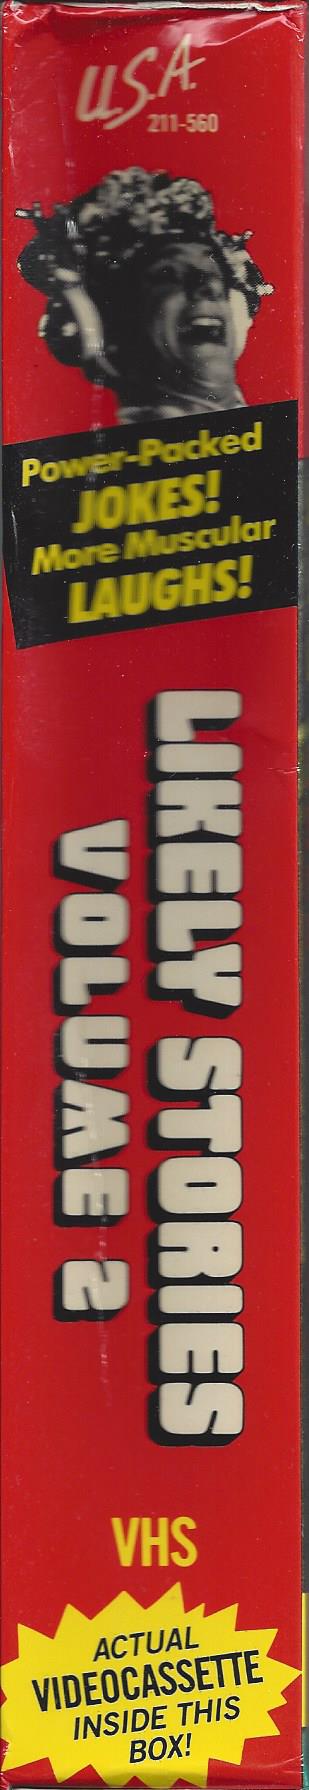 U.S.A.
211-560
Power-Packed
JOKES!
More Muscular
LAUGHS!
LIKELY STORIES
VOLUME 2
VHS
ACTUAL
VIDEOCASSETTE
INSIDE THIS
BOX!